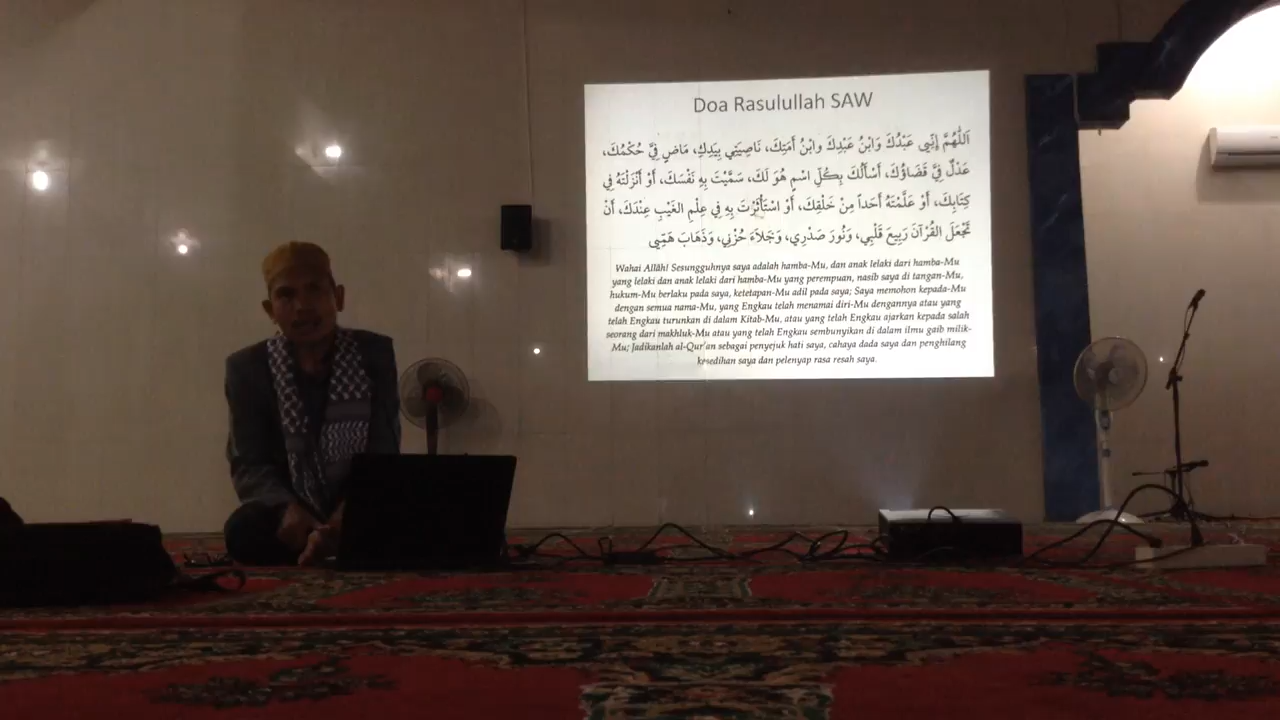 Doa Rasulullah SAW
اَللّٰهُمَّ إِنِّي عَبْدُكَ وَابْنُ عَبْدِكَ وابْنُ أَمَتِكَ، نَاصِيَتِي بِيَدِكَ، مَاضٍ فِيَّ حُكْمُكَ،
عَدْلٌ فِيَّ قَضَاؤُكَ، أَسْأَلُكَ بِكُلِّ اسْمٍ هُوَ لَكَ، سَمَّيْتَ بِهِ نَفْسَكَ، أَوْ أَنْزَلْتَهُ فِي
كِتَابِكَ، أَوْ عَلَّمْتَهُ أَحَداً مِنْ خَلْقِكَ، أَوْ اسْتَأْثَرْتَ بِهِ فِي عِلْمِ الغَيْبِ عِنْدَكَ، أَنْ
تَجْعَلَ القُرْآنَ رَبِيعَ قَلْبِي، وَنُورَ صَدْرِي، وَجَلاَءَ حُزْنِي، وَذَهَابَ هَمِّي
Wahai Allâh! Sesungguhnya saya adalah hamba-Mu, dan anak lelaki dari hamba-Mu
yang lelaki dan anak lelaki dari hamba-Mu yang perempuan, nasib saya di tangan-Mu,
hukum-Mu berlaku pada saya, ketetapan-Mu adil pada saya; Saya memohon kepada-Mu
dengan semua nama-Mu, yang Engkau telah menamai diri-Mu dengannya atau yang
telah Engkau turunkan di dalam Kitab-Mu, atau yang telah Engkau ajarkan kepada salah
seorang dari makhluk-Mu atau yang telah Engkau sembunyikan di dalam ilmu gaib milik-
Mu; Jadikanlah al-Qur'an sebagai penyejuk hati saya, cahaya dada saya dan penghilang
kesedihan saya dan pelenyap rasa resah saya.